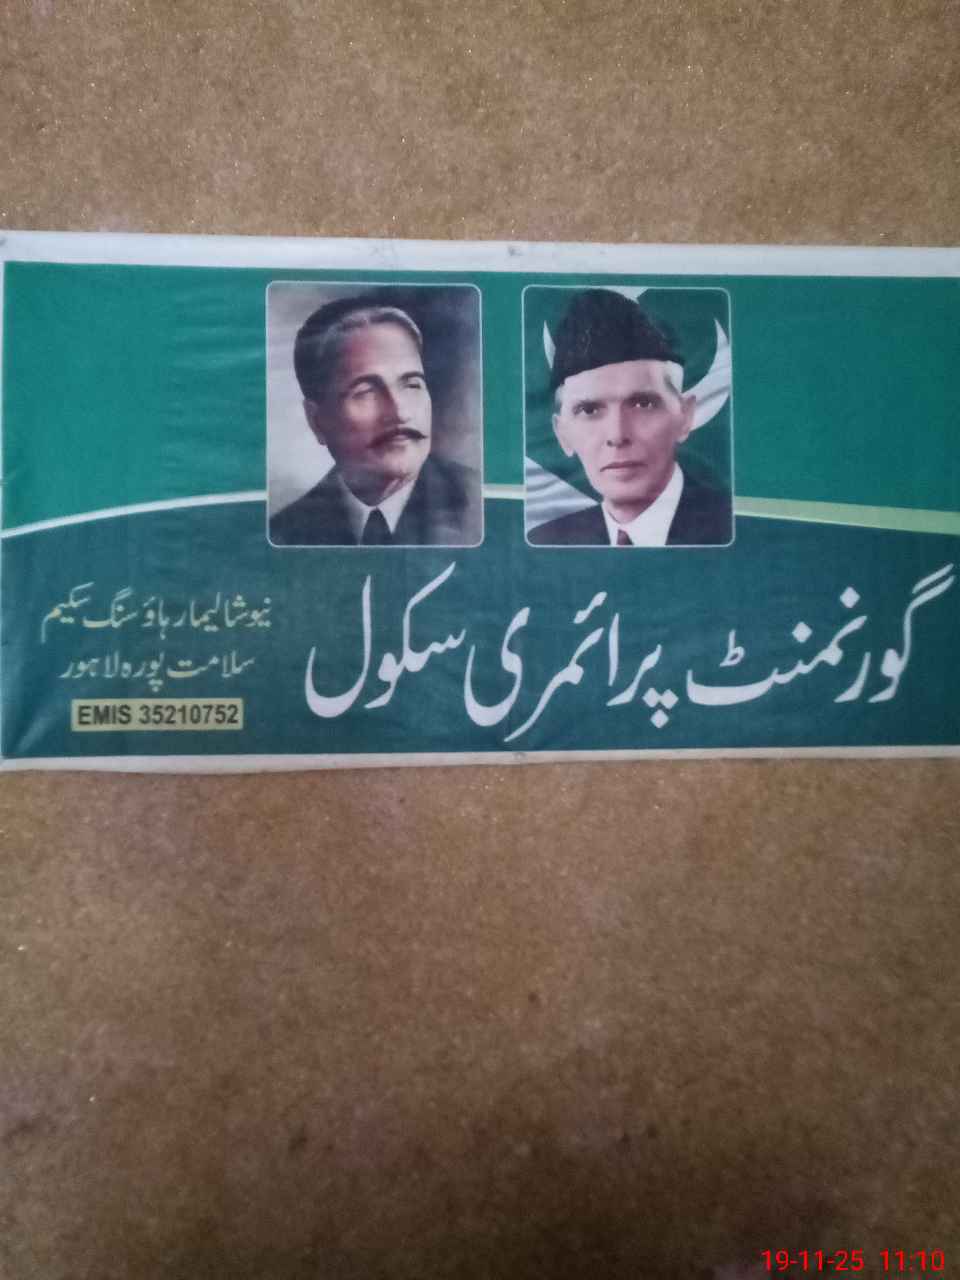 گورنمنٹ پرائمری سکول
نیو شالیمار ہاؤسنگ سکیم
سلامت پورہ لاہور
EMIS 35210752
19-11-25 11:10